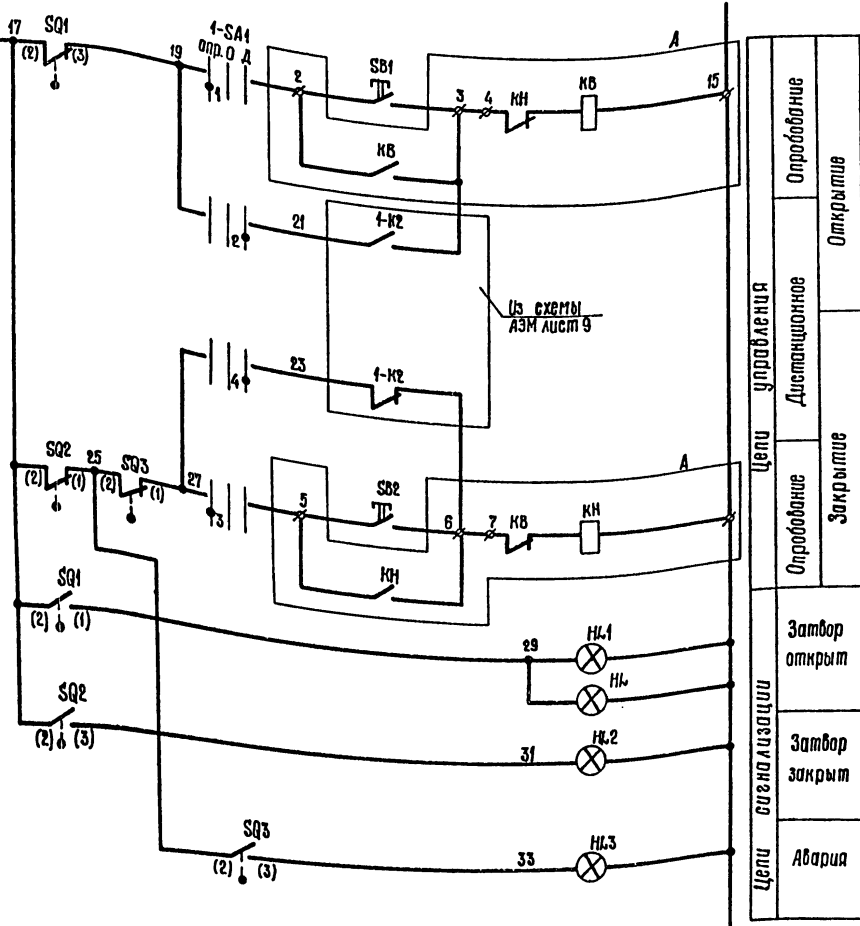 17
SQ1
(2)
(3)
19
1-SA1
опр. О Д
1
2
SB1
3
4
КН
КВ
15
А
КВ
2
21
1-К2
Из схемы
АЗМ лист 9
4
23
1-К2
SQ2
(2)
(1)
25
SQ3
(2)
(1)
27
3
5
SB2
6
7
КВ
КН
А
КН
SQ1
(2)
(1)
29
HL1
HL
SQ2
(2)
(3)
31
HL2
SQ3
(2)
(3)
33
HL3
Цепи управления
Опробование
Дистанционное
Опробование
Открытие
Закрытие
Цепи сигнализации
Затвор
открыт
Затвор
закрыт
Авария